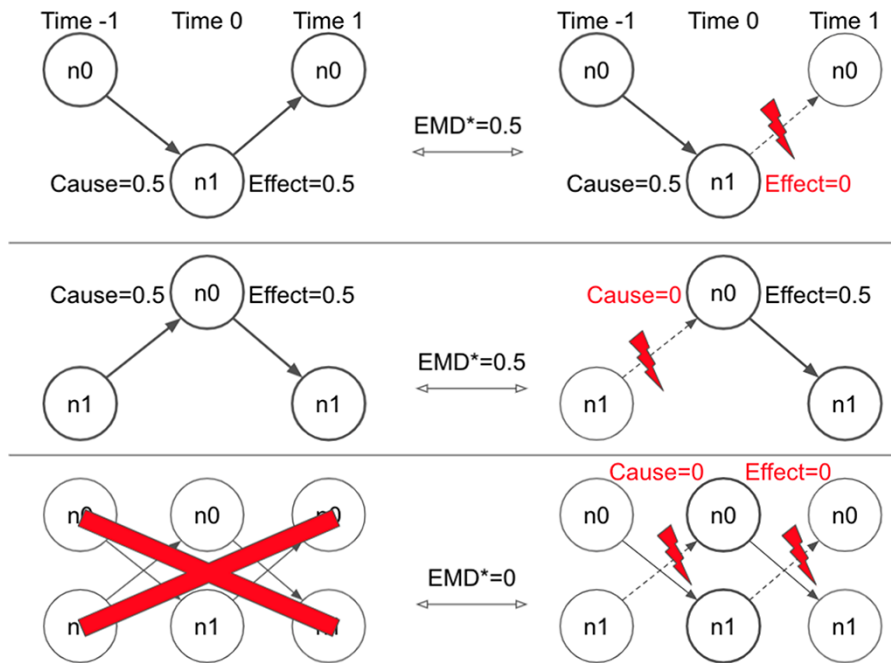 Time -1 Time 0 Time 1 Time -1 Time 0 Time 1
n0 n0 n0 n0
EMD*=0.5
Cause=0.5 n1 Effect=0.5 Cause=0.5 n1 Effect=0
Cause=0.5 n0 Effect=0.5 Cause=0 n0 Effect=0.5
EMD*=0.5
n1 n1 n1 n1
Cause=0 Effect=0
n0 n0 n0 n0 n0 n0
EMD*=0
n1 n1 n1 n1